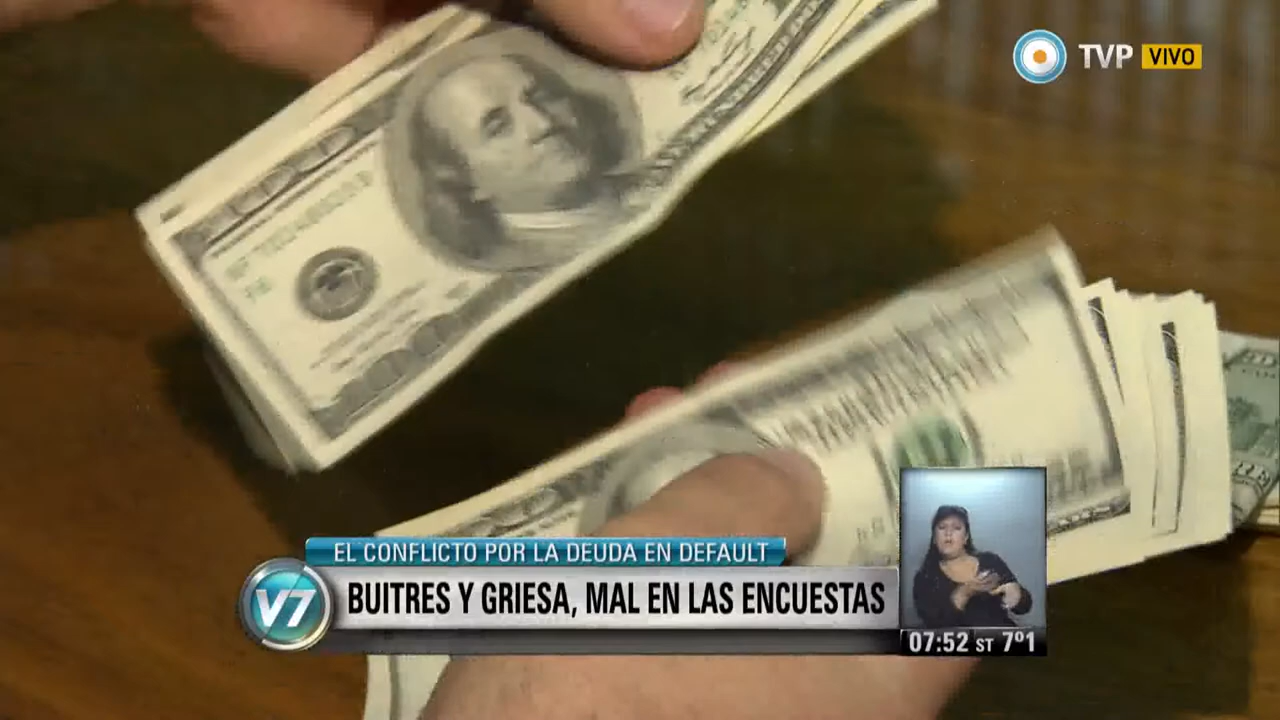 TVP VIVO
EL CONFLICTO POR LA DEUDA EN DEFAULT
V7
BUITRES Y GRIESA, MAL EN LAS ENCUESTAS
07:52 ST 7º1